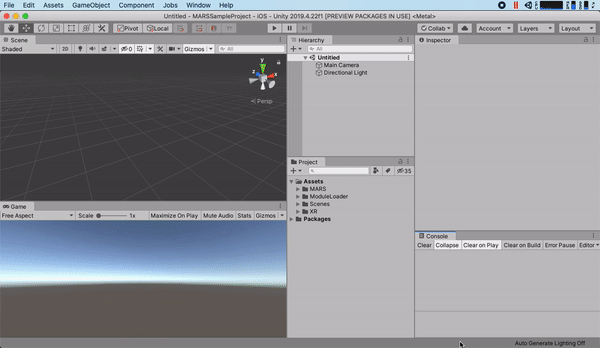 File Edit Assets GameObject Component Jobs Window Help
Untitled - MARSSampleProject - iOS - Unity 2019.4.22f1 [PREVIEW PACKAGES IN USE] <Metal>
Pivot Local Collab Account Layers Layout
Scene Hierarchy Inspector
Shaded 2D 0 Gizmos All All
Untitled
Main Camera
Directional Light
y
x
z
Persp
Project
35
Assets
MARS
ModuleLoader
Scenes
XR
Packages
Game
Free Aspect Scale 1x Maximize On Play Mute Audio Stats Gizmos
Console
Clear Collapse Clear on Play Clear on Build Error Pause Editor
Auto Generate Lighting Off